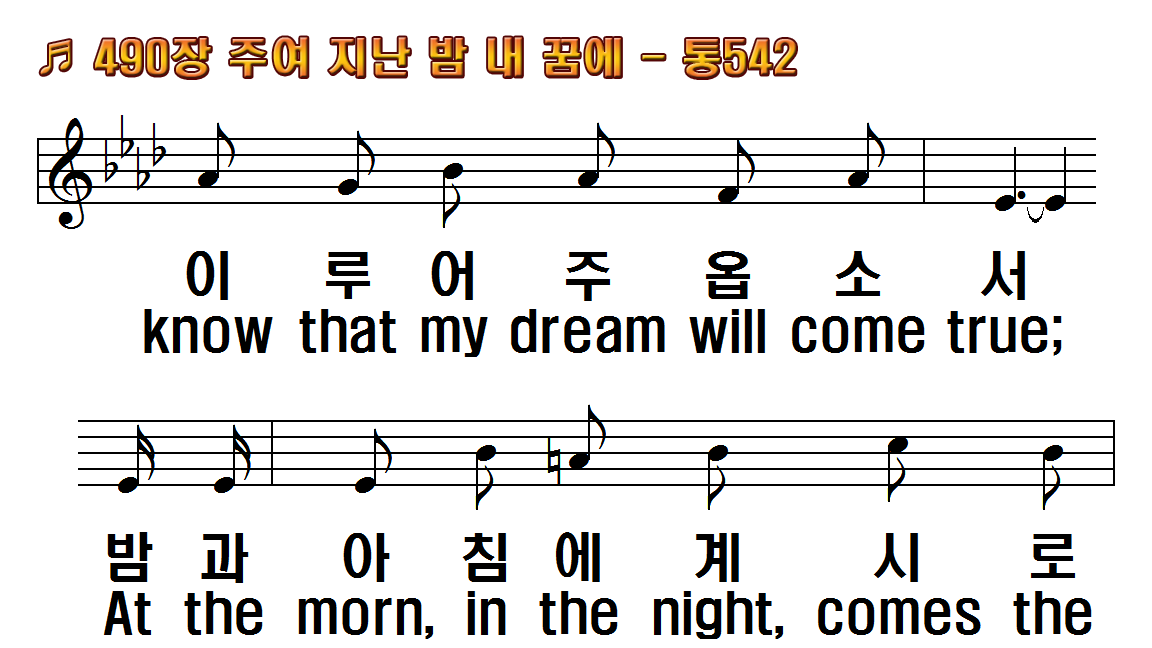 ♬ 490장 주여 지난 밤 내 꿈에 - 통542
이 루 어 주 옵 소 서
know that my dream will come true;
밤 과 아 침 에 계 시 로
At the morn, in the night, comes the